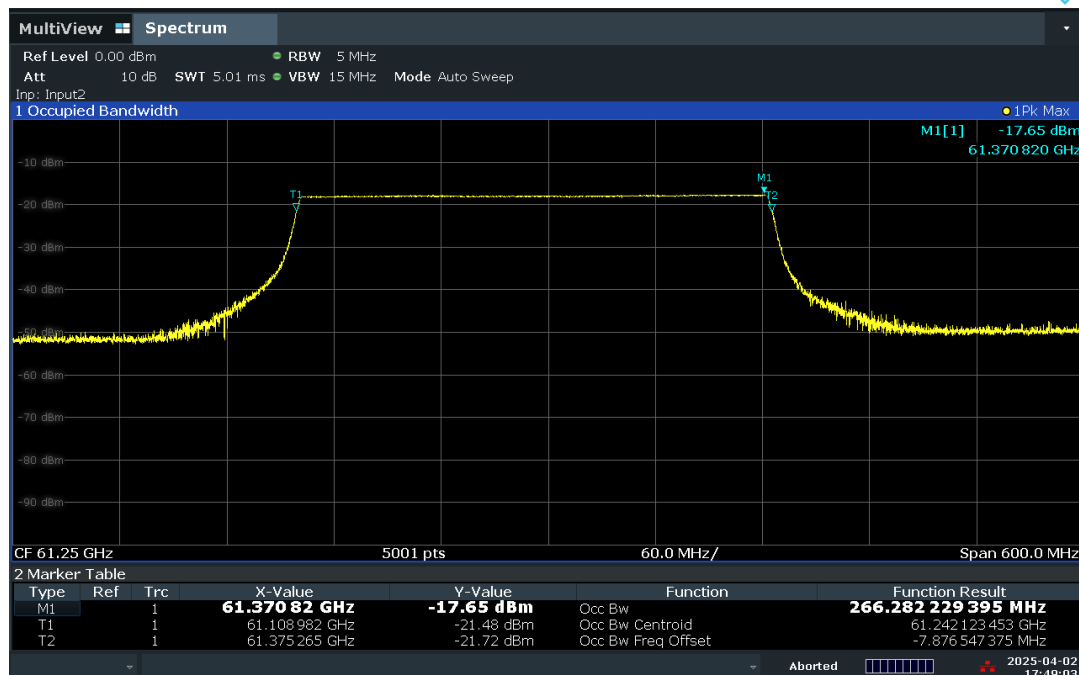 MultiView Spectrum
Ref Level 0.00 dBm RBW 5 MHz
Att 10 dB SWT 5.01 ms VBW 15 MHz Mode Auto Sweep
Inp: Input2
1 Occupied Bandwidth 1Pk Max
M1[1] -17.65 dBm
61.370 820 GHz
-10 dBm
M1
T1 T2
-20 dBm
-30 dBm
-40 dBm
-50 dBm
-60 dBm
-70 dBm
-80 dBm
-90 dBm
CF 61.25 GHz 5001 pts 60.0 MHz/ Span 600.0 MHz
2 Marker Table
Type Ref Trc X-Value Y-Value Function Function Result
M1 1 61.370 82 GHz -17.65 dBm Occ Bw 266.282 229 395 MHz
T1 1 61.108 982 GHz -21.48 dBm Occ Bw Centroid 61.242 123 453 GHz
T2 1 61.375 265 GHz -21.72 dBm Occ Bw Freq Offset -7.876 547 375 MHz
Aborted 2025-04-02
17:49:03